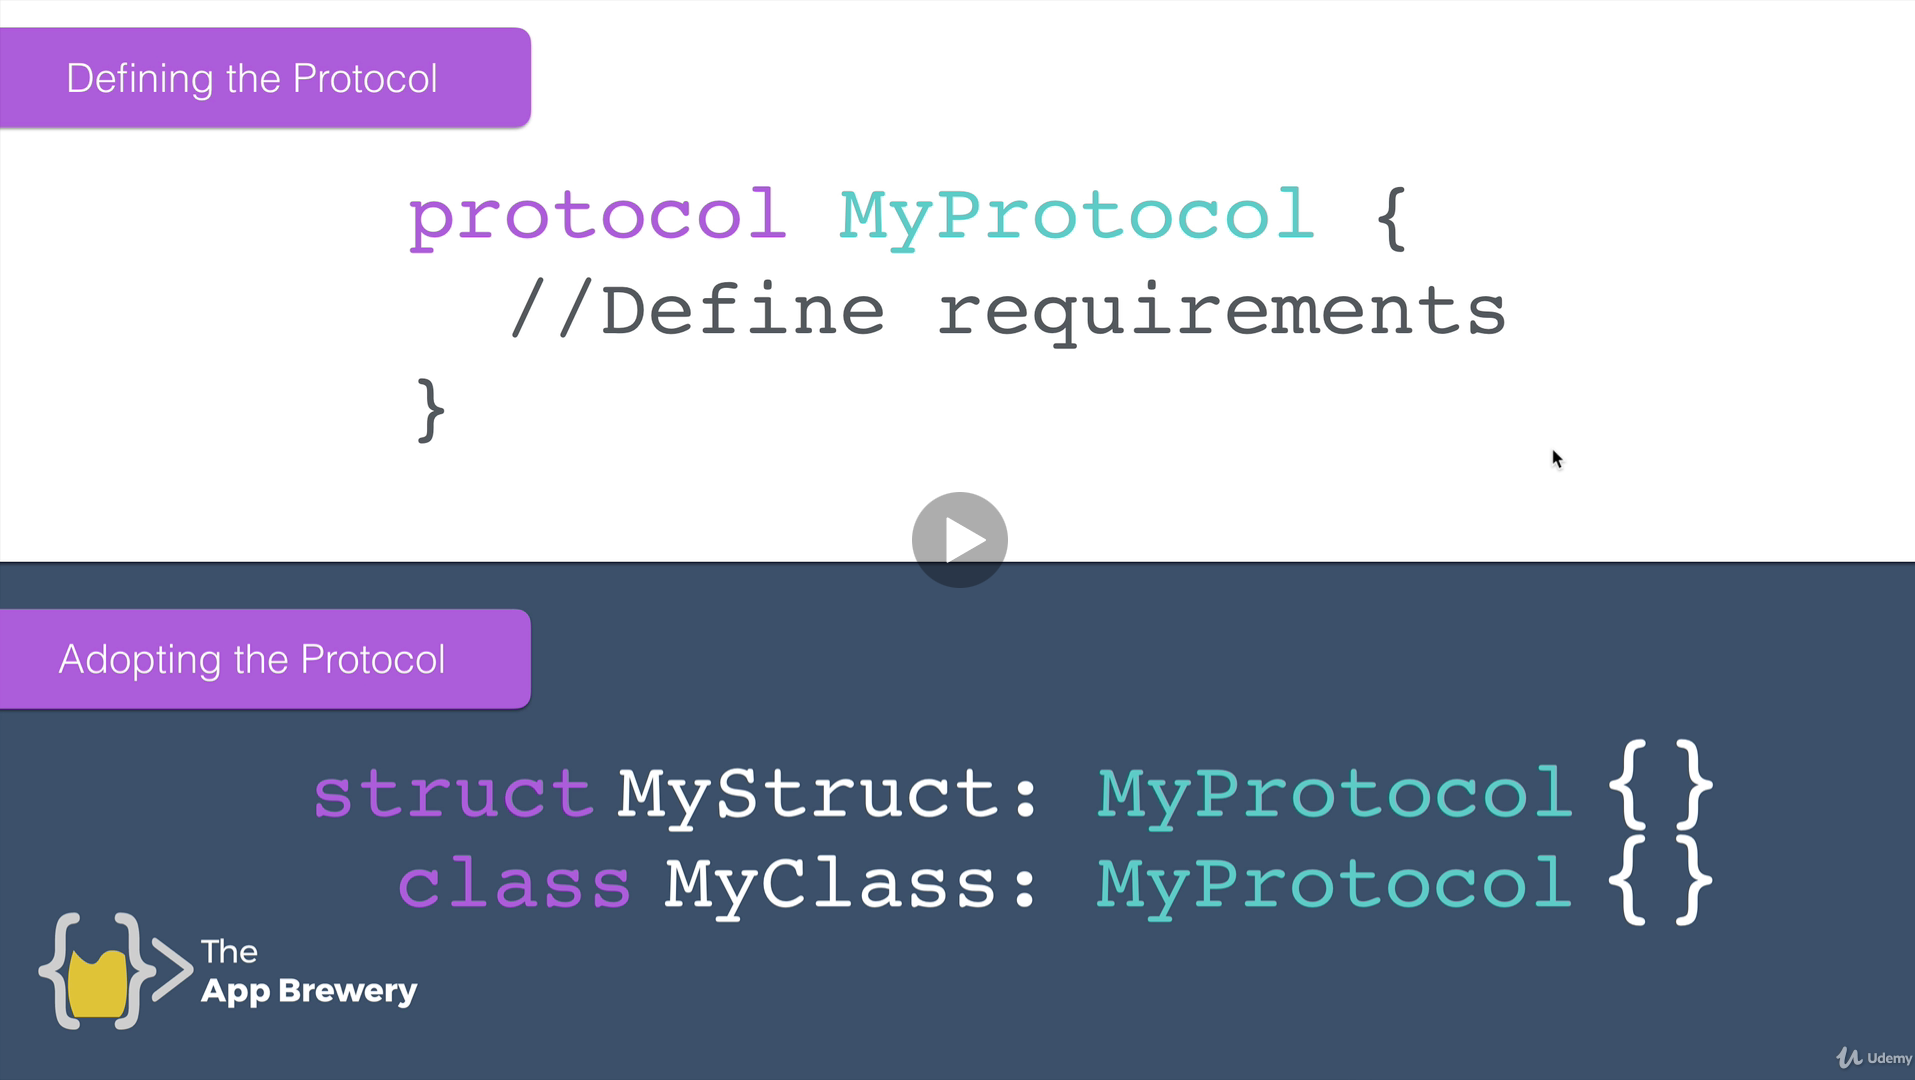 Defining the Protocol
protocol MyProtocol {
//Define requirements
}
Adopting the Protocol
struct MyStruct: MyProtocol {}
class MyClass: MyProtocol {}
The
App Brewery
Udemy